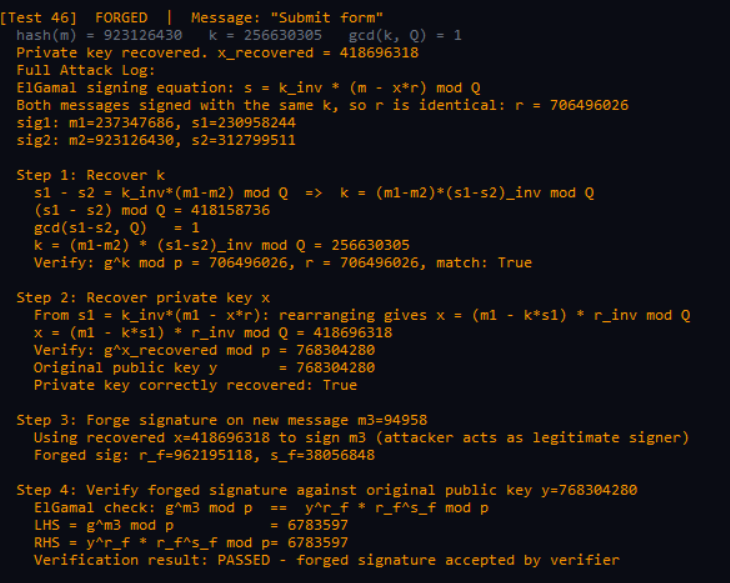 [Test 46]  FORGED  |  Message: "Submit form"
hash(m) = 923126430   k = 256630305   gcd(k, Q) = 1
Private key recovered. x_recovered = 418696318
Full Attack Log:
ElGamal signing equation: s = k_inv * (m - x*r) mod Q
Both messages signed with the same k, so r is identical: r = 706496026
sig1: m1=237347686, s1=230958244
sig2: m2=923126430, s2=312799511
Step 1: Recover k
s1 - s2 = k_inv*(m1-m2) mod Q  =>  k = (m1-m2)*(s1-s2)_inv mod Q
(s1 - s2) mod Q = 418158736
gcd(s1-s2, Q)   = 1
k = (m1-m2) * (s1-s2)_inv mod Q = 256630305
Verify: g^k mod p = 706496026, r = 706496026, match: True
Step 2: Recover private key x
From s1 = k_inv*(m1 - x*r): rearranging gives x = (m1 - k*s1) * r_inv mod Q
x = (m1 - k*s1) * r_inv mod Q = 418696318
Verify: g^x_recovered mod p = 768304280
Original public key y       = 768304280
Private key correctly recovered: True
Step 3: Forge signature on new message m3=94958
Using recovered x=418696318 to sign m3 (attacker acts as legitimate signer)
Forged sig: r_f=962195118, s_f=38056848
Step 4: Verify forged signature against original public key y=768304280
ElGamal check: g^m3 mod p  ==  y^r_f * r_f^s_f mod p
LHS = g^m3 mod p           = 6783597
RHS = y^r_f * r_f^s_f mod p= 6783597
Verification result: PASSED - forged signature accepted by verifier